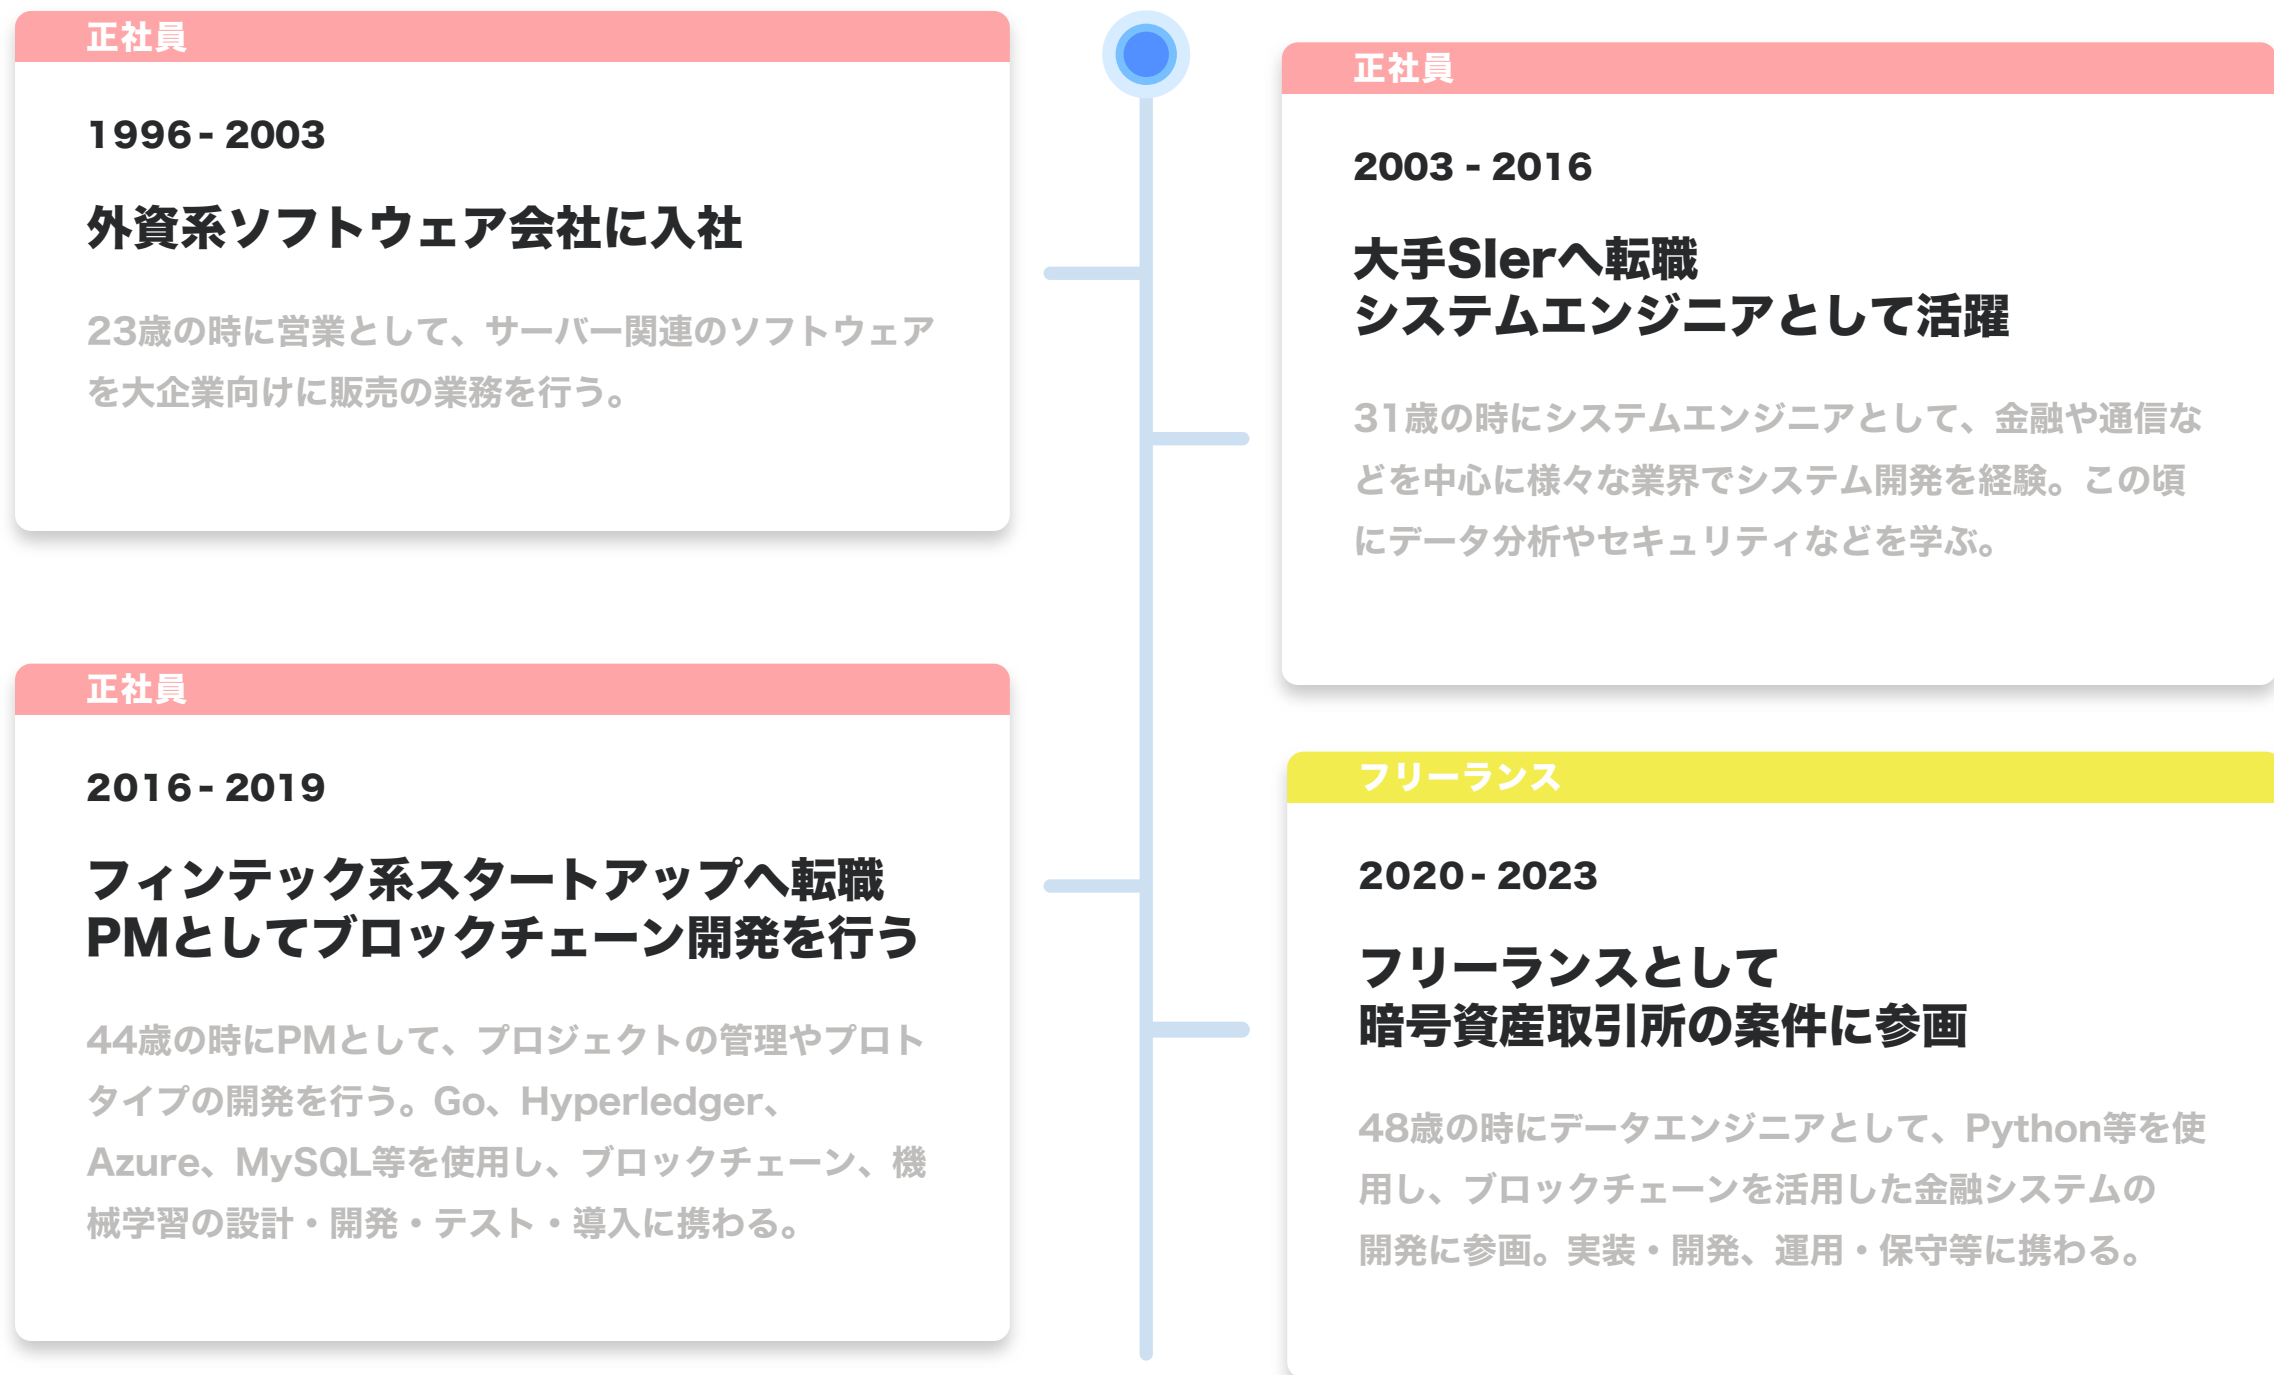 正社員
1996 - 2003
外資系ソフトウェア会社に入社
23歳の時に営業として、サーバー関連のソフトウェア
を大企業向けに販売の業務を行う。
正社員
2003 - 2016
大手SIerへ転職
システムエンジニアとして活躍
31歳の時にシステムエンジニアとして、金融や通信な
どを中心に様々な業界でシステム開発を経験。この頃
にデータ分析やセキュリティなどを学ぶ。
正社員
2016 - 2019
フィンテック系スタートアップへ転職
PMとしてブロックチェーン開発を行う
44歳の時にPMとして、プロジェクトの管理やプロト
タイプの開発を行う。Go、Hyperledger、
Azure、MySQL等を使用し、ブロックチェーン、機
械学習の設計・開発・テスト・導入に携わる。
フリーランス
2020 - 2023
フリーランスとして
暗号資産取引所の案件に参画
48歳の時にデータエンジニアとして、Python等を使
用し、ブロックチェーンを活用した金融システムの
開発に参画。実装・開発、運用・保守等に携わる。